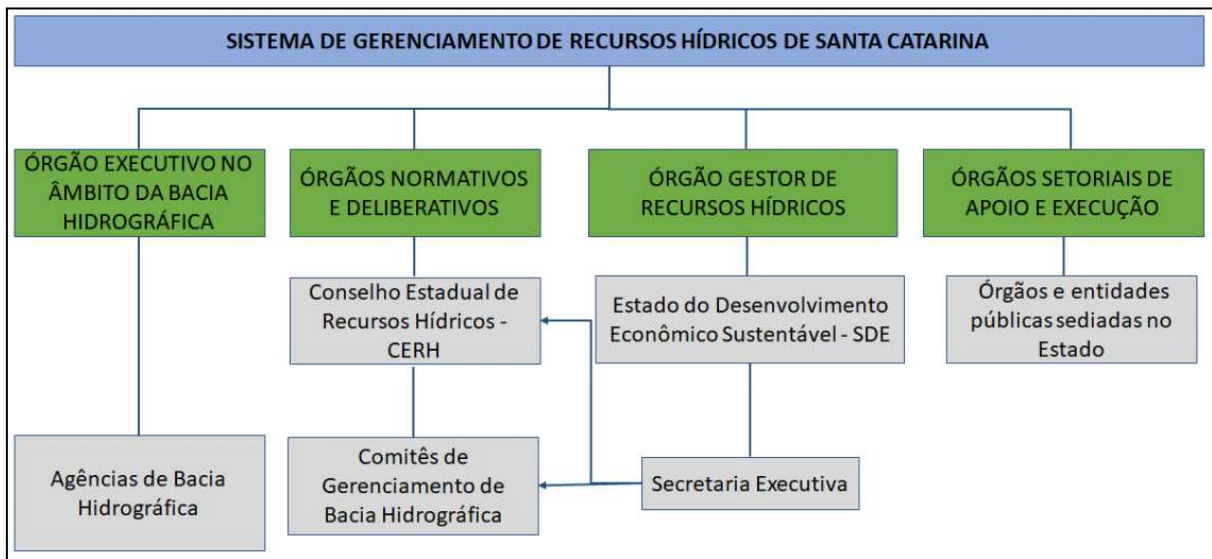 SISTEMA DE GERENCIAMENTO DE RECURSOS HÍDRICOS DE SANTA CATARINA
ÓRGÃO EXECUTIVO NO
ÂMBITO DA BACIA
HIDROGRÁFICA
ÓRGÃOS NORMATIVOS
E DELIBERATIVOS
ÓRGÃO GESTOR DE
RECURSOS HÍDRICOS
ÓRGÃOS SETORIAIS DE
APOIO E EXECUÇÃO
Conselho Estadual de
Recursos Hídricos -
CERH
Estado do Desenvolvimento
Econômico Sustentável - SDE
Órgãos e entidades
públicas sediadas no
Estado
Agências de Bacia
Hidrográfica
Comitês de
Gerenciamento de
Bacia Hidrográfica
Secretaria Executiva